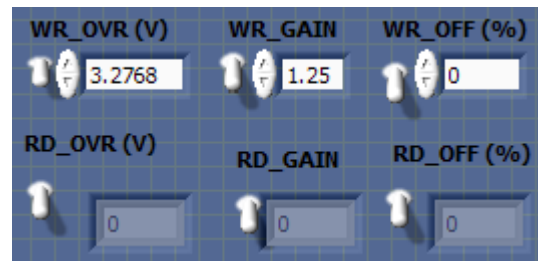 WR_OVR (V) WR_GAIN WR_OFF (%)
3.2768 1.25 0
RD_OVR (V) RD_GAIN RD_OFF (%)
0 0 0